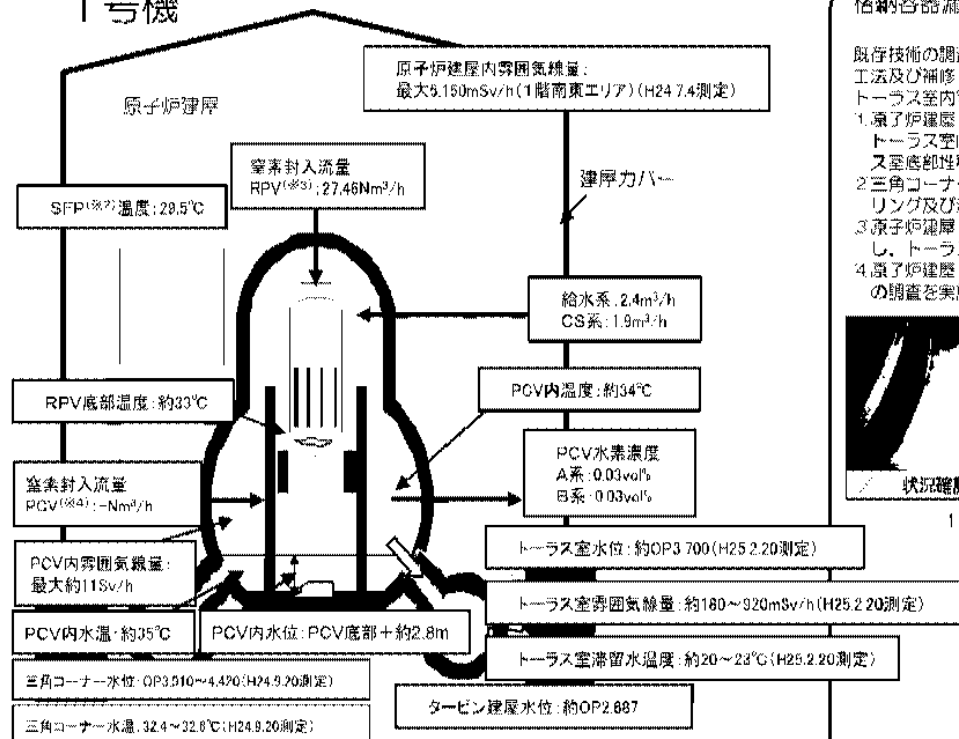 1号機
原子炉建屋
原子炉建屋内雰囲気線量:
最大5,150mSv/h(1階南東エリア)(H24.7.4測定)
窒素封入流量
RPV(※3):27.46Nm³/h
建屋カバー
SFP(※2)温度:28.5℃
給水系:2.4m³/h
CS系:1.9m³/h
PCV内温度:約34℃
RPV底部温度:約33℃
PCV水素濃度
A系:0.03vol%
B系:0.03vol%
窒素封入流量
PCV(※4):-Nm³/h
トーラス室水位:約OP3,700(H25.2.20測定)
PCV内雰囲気線量:
最大約11Sv/h
トーラス室雰囲気線量:約180~920mSv/h(H25.2.20測定)
PCV内水温:約35℃
PCV内水位:PCV底部+約2.8m
トーラス室滞留水温度:約20~23℃(H25.2.20測定)
三角コーナー水位:OP3,910~4,420(H24.9.20測定)
タービン建屋水位:約OP2,687
三角コーナー水温:32.4~32.6℃(H24.9.20測定)
格納容器漏
既存技術の調査
工法及び補修
トーラス室内
1.原子炉建屋
トーラス室
ス室底部堆積
2.三角コーナー
リング及び
3.原子炉建屋
し、トーラ
4.原子炉建屋
の調査を実
状況確認
1